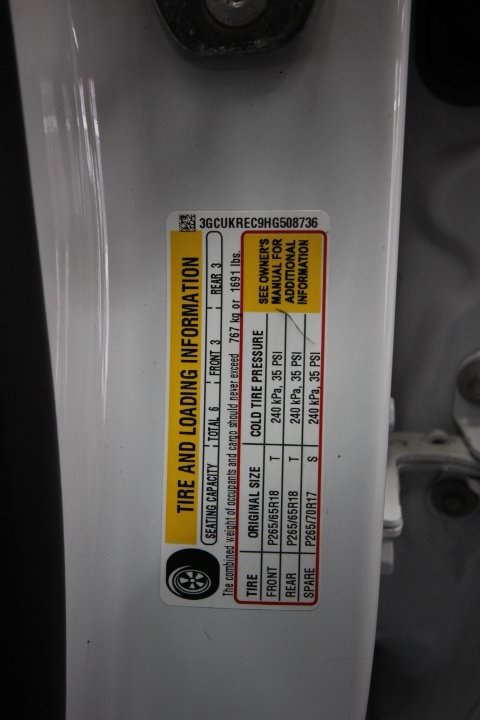 3GCUKREC9HG508736
TIRE AND LOADING INFORMATION
SEATING CAPACITY TOTAL 6 FRONT 3 REAR 3
The combined weight of occupants and cargo should never exceed 767 kg or 1691 lbs.
TIRE ORIGINAL SIZE COLD TIRE PRESSURE
FRONT P265/65R18 T 240 kPa, 35 PSI
REAR P265/65R18 T 240 kPa, 35 PSI
SPARE P265/70R17 S 240 kPa, 35 PSI
SEE OWNER'S
MANUAL FOR
ADDITIONAL
INFORMATION